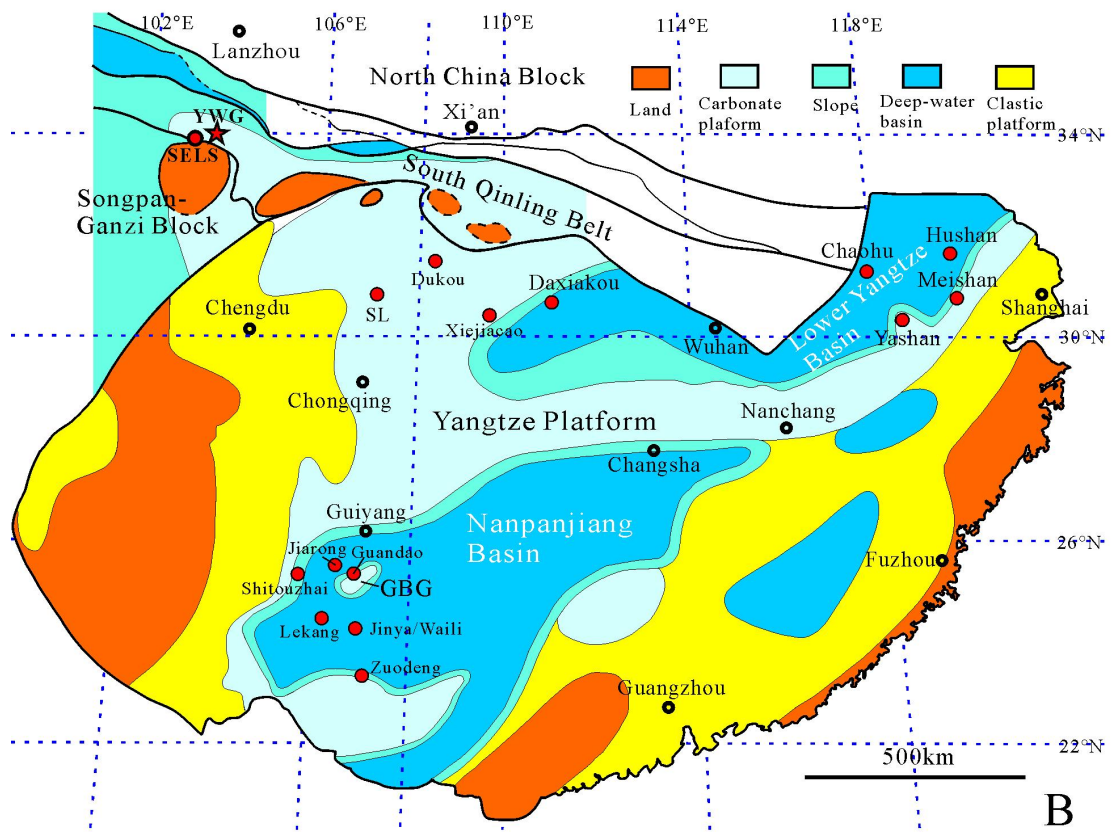 102°E
106°E
110°E
114°E
118°E
Lanzhou
North China Block
Xi’an
Land
Carbonate
plaform
Slope
Deep-water
basin
Clastic
platform
34°N
YWG
SELS
Songpan-
Ganzi Block
South Qinling Belt
Dukou
SL
Xiejiacao
Daxiakou
Chengdu
Chongqing
Wuhan
Chaohu
Hushan
Meishan
Shanghai
Yashan
Lower Yangtze
Basin
30°N
Yangtze Platform
Nanchang
Changsha
Guiyang
Nanpanjiang
Basin
Jiarong
Guandao
Shitouzhai
GBG
Lekang
Jinya/Waili
Zuodeng
26°N
Fuzhou
Guangzhou
22°N
500km
B